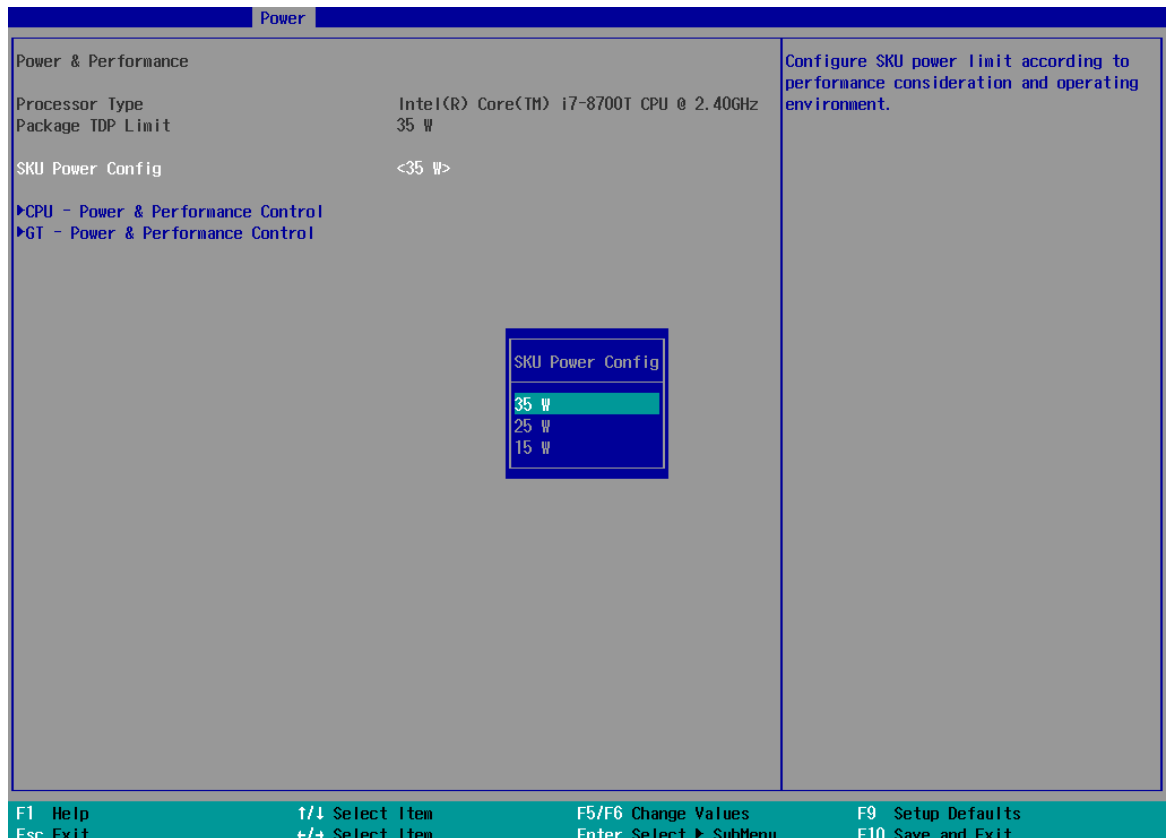 Power
Power & Performance
Processor Type Intel(R) Core(TM) i7-8700T CPU @ 2.40GHz
Package TDP Limit 35 W
SKU Power Config <35 W>
▶CPU - Power & Performance Control
▶GT - Power & Performance Control
Configure SKU power limit according to
performance consideration and operating
environment.
SKU Power Config
35 W
25 W
15 W
F1 Help ↑/↓ Select Item F5/F6 Change Values F9 Setup Defaults
Esc Exit ←/→ Select Item Enter Select ▶ SubMenu F10 Save and Exit